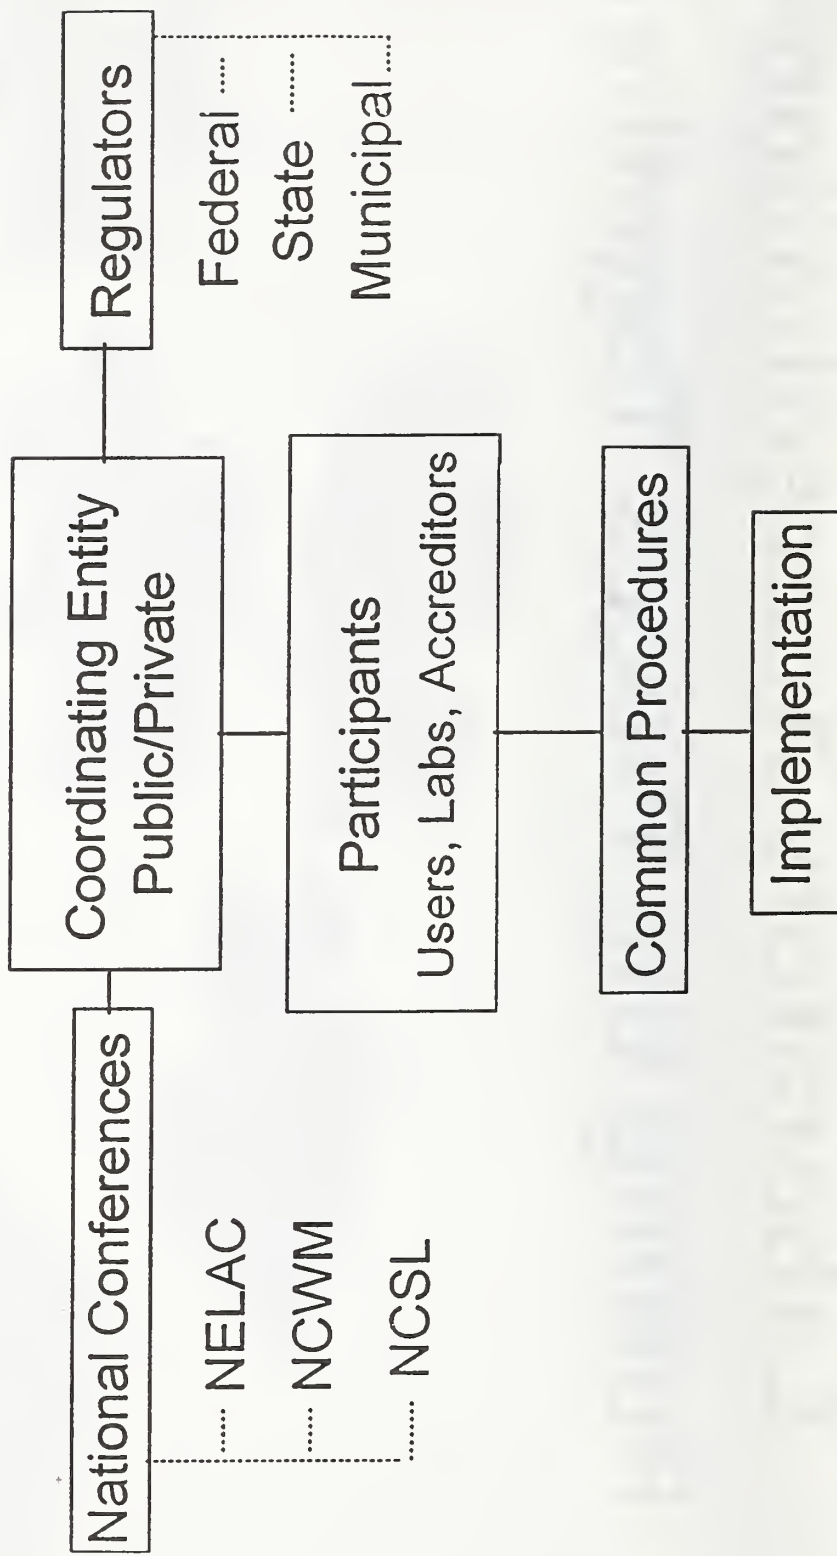 National Conferences
NELAC
NCWM
NCSL
Coordinating Entity
Public/Private
Regulators
Federal
State
Municipal
Participants
Users, Labs, Accreditors
Common Procedures
Implementation